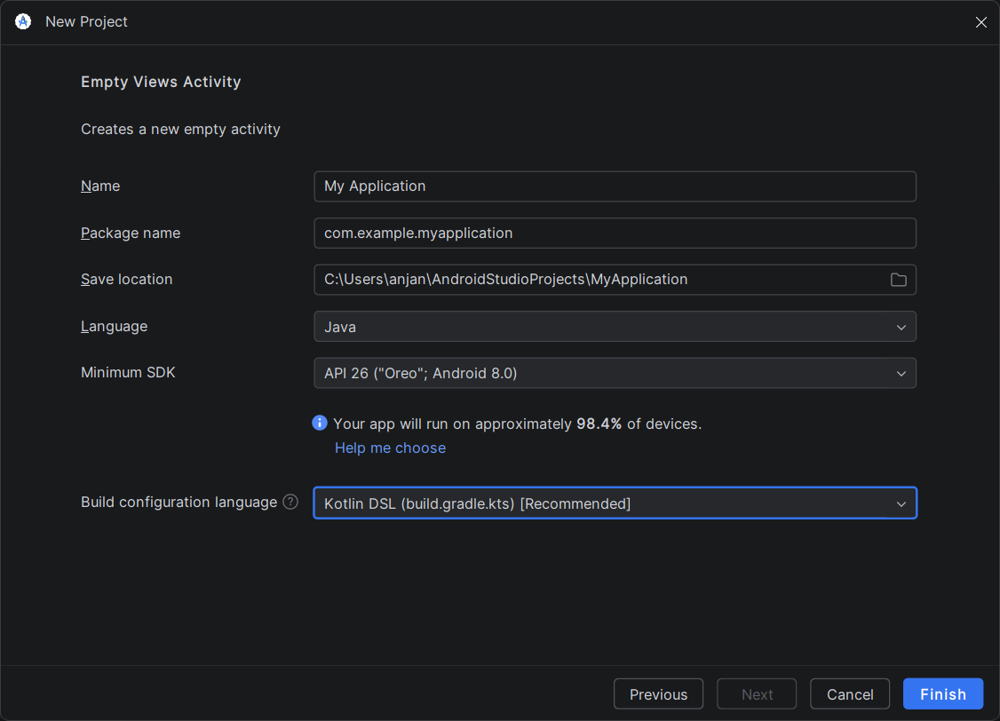 New Project
Empty Views Activity
Creates a new empty activity
Name My Application
Package name com.example.myapplication
Save location C:\Users\anjan\AndroidStudioProjects\MyApplication
Language Java
Minimum SDK API 26 ("Oreo"; Android 8.0)
Your app will run on approximately 98.4% of devices.
Help me choose
Build configuration language ? Kotlin DSL (build.gradle.kts) [Recommended]
Previous Next Cancel Finish